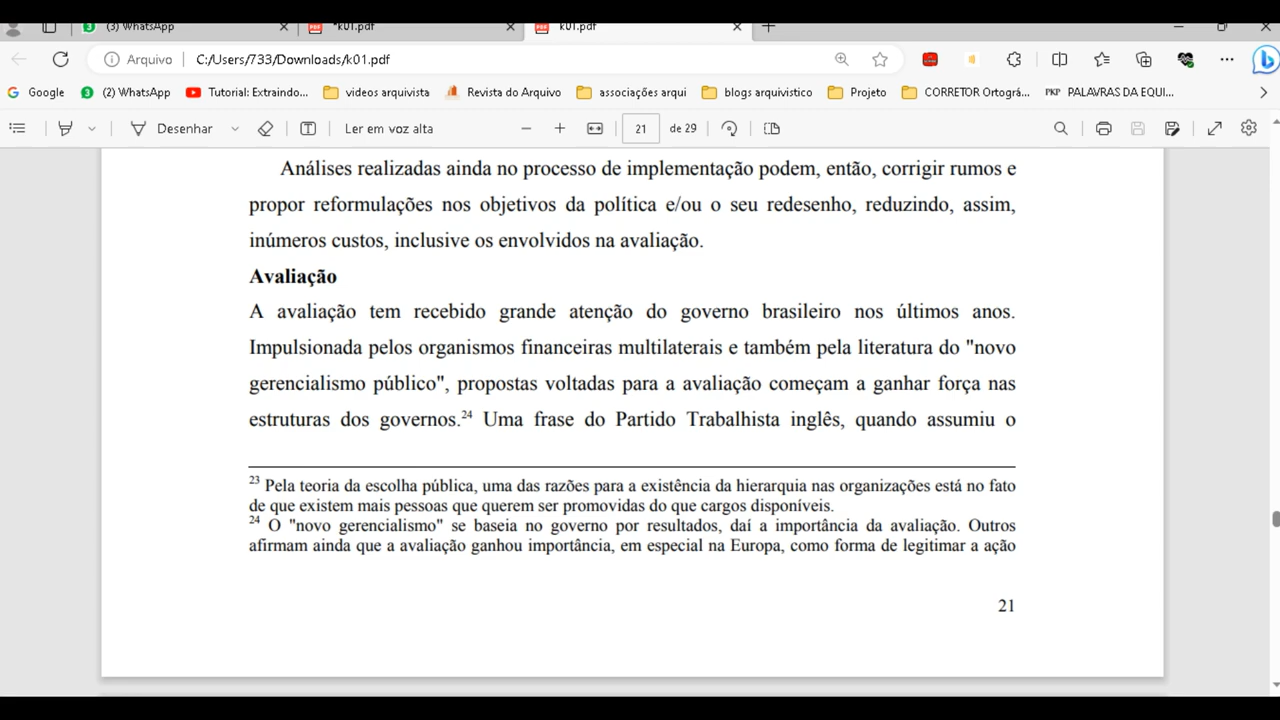 (3) WhatsApp
*k01.pdf
k01.pdf
Arquivo
C:/Users/733/Downloads/k01.pdf
Google
(2) WhatsApp
Tutorial: Extraindo...
videos arquivista
Revista do Arquivo
associações arqui
blogs arquivistico
Projeto
CORRETOR Ortográ...
PKP PALAVRAS DA EQUI...
Desenhar
Ler em voz alta
21 de 29
Análises realizadas ainda no processo de implementação podem, então, corrigir rumos e
propor reformulações nos objetivos da política e/ou o seu redesenho, reduzindo, assim,
inúmeros custos, inclusive os envolvidos na avaliação.
Avaliação
A avaliação tem recebido grande atenção do governo brasileiro nos últimos anos.
Impulsionada pelos organismos financeiras multilaterais e também pela literatura do "novo
gerencialismo público", propostas voltadas para a avaliação começam a ganhar força nas
estruturas dos governos.24 Uma frase do Partido Trabalhista inglês, quando assumiu o
23 Pela teoria da escolha pública, uma das razões para a existência da hierarquia nas organizações está no fato
de que existem mais pessoas que querem ser promovidas do que cargos disponíveis.
24 O "novo gerencialismo" se baseia no governo por resultados, daí a importância da avaliação. Outros
afirmam ainda que a avaliação ganhou importância, em especial na Europa, como forma de legitimar a ação
21